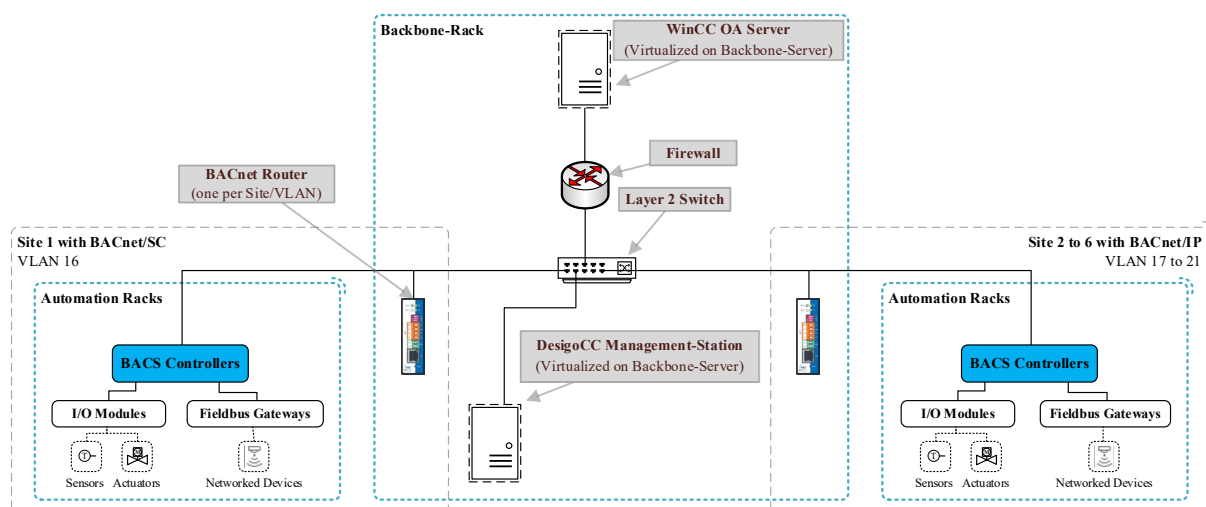 Backbone-Rack
WinCC OA Server
(Virtualized on Backbone-Server)
Firewall
BACnet Router
(one per Site/VLAN)
Layer 2 Switch
Site 1 with BACnet/SC
VLAN 16
Site 2 to 6 with BACnet/IP
VLAN 17 to 21
Automation Racks
BACS Controllers
I/O Modules
Fieldbus Gateways
T
M
Sensors
Actuators
Networked Devices
DesigoCC Management-Station
(Virtualized on Backbone-Server)
Automation Racks
BACS Controllers
I/O Modules
Fieldbus Gateways
T
M
Sensors
Actuators
Networked Devices